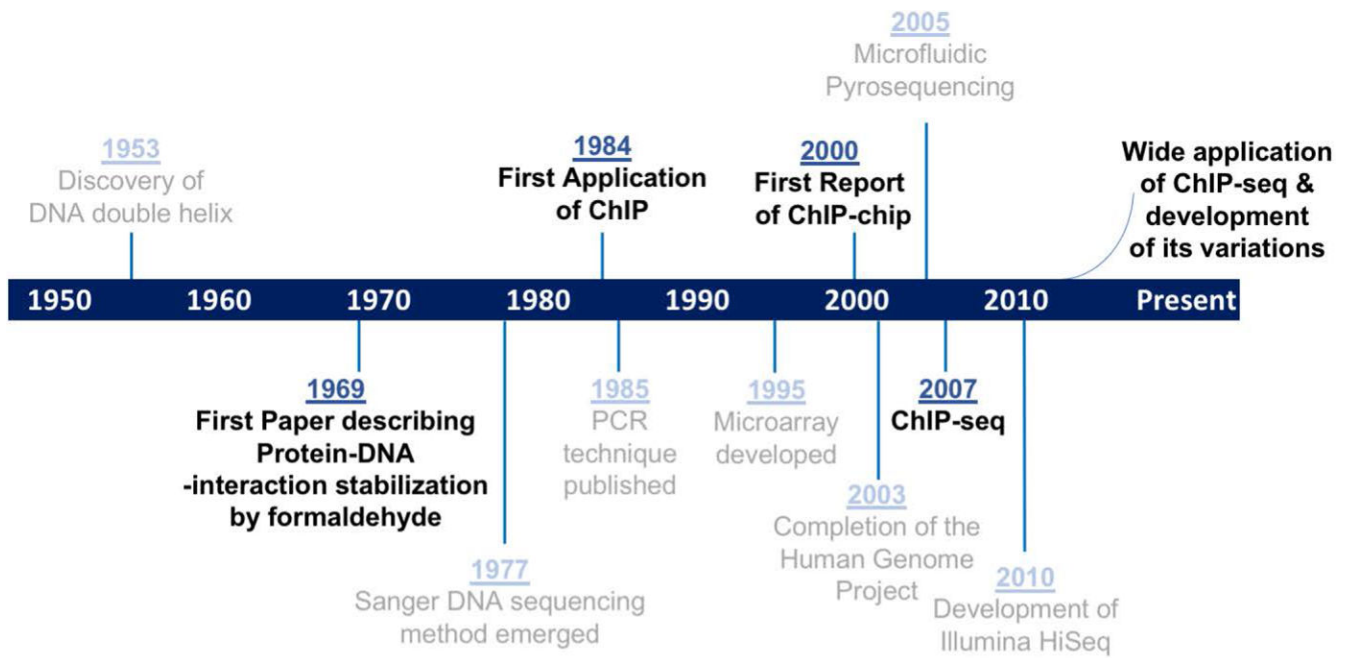 2005
Microfluidic
Pyrosequencing
1953
Discovery of
DNA double helix
1984
First Application
of ChIP
2000
First Report
of ChIP-chip
Wide application
of ChIP-seq &
development
of its variations
1950 1960 1970 1980 1990 2000 2010 Present
1969
First Paper describing
Protein-DNA
-interaction stabilization
by formaldehyde
1977
Sanger DNA sequencing
method emerged
1985
PCR
technique
published
1995
Microarray
developed
2003
Completion of the
Human Genome
Project
2007
ChIP-seq
2010
Development of
Illumina HiSeq